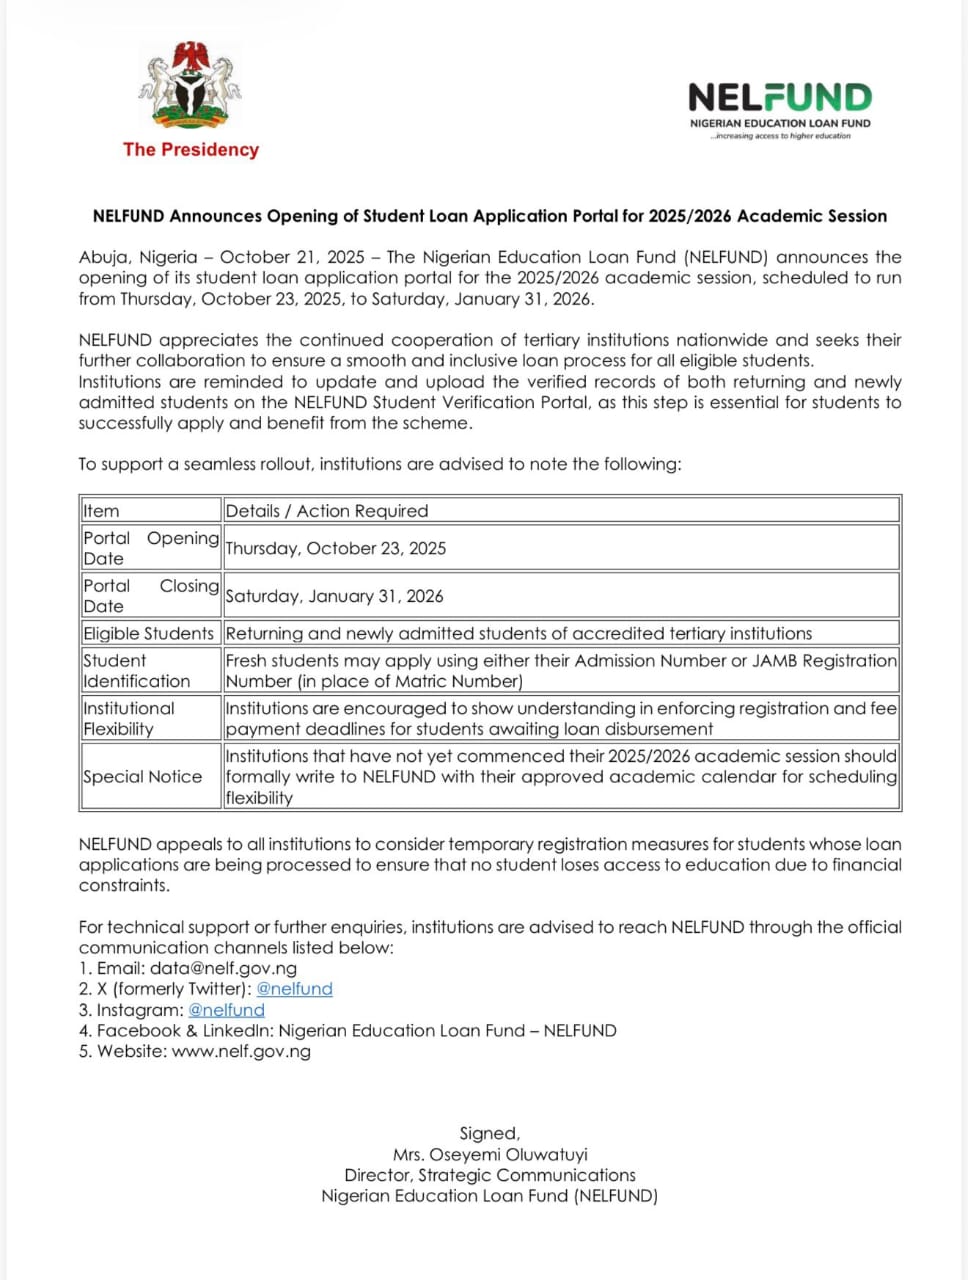 The Presidency
NELFUND
NIGERIAN EDUCATION LOAN FUND
...increasing access to higher education
NELFUND Announces Opening of Student Loan Application Portal for 2025/2026 Academic Session
Abuja, Nigeria – October 21, 2025 – The Nigerian Education Loan Fund (NELFUND) announces the
opening of its student loan application portal for the 2025/2026 academic session, scheduled to run
from Thursday, October 23, 2025, to Saturday, January 31, 2026.
NELFUND appreciates the continued cooperation of tertiary institutions nationwide and seeks their
further collaboration to ensure a smooth and inclusive loan process for all eligible students.
Institutions are reminded to update and upload the verified records of both returning and newly
admitted students on the NELFUND Student Verification Portal, as this step is essential for students to
successfully apply and benefit from the scheme.
To support a seamless rollout, institutions are advised to note the following:
Item
Details / Action Required
Portal Opening
Date
Thursday, October 23, 2025
Portal Closing
Date
Saturday, January 31, 2026
Eligible Students
Returning and newly admitted students of accredited tertiary institutions
Student
Identification
Fresh students may apply using either their Admission Number or JAMB Registration
Number (in place of Matric Number)
Institutional
Flexibility
Institutions are encouraged to show understanding in enforcing registration and fee
payment deadlines for students awaiting loan disbursement
Special Notice
Institutions that have not yet commenced their 2025/2026 academic session should
formally write to NELFUND with their approved academic calendar for scheduling
flexibility
NELFUND appeals to all institutions to consider temporary registration measures for students whose loan
applications are being processed to ensure that no student loses access to education due to financial
constraints.
For technical support or further enquiries, institutions are advised to reach NELFUND through the official
communication channels listed below:
1. Email: data@nelf.gov.ng
2. X (formerly Twitter): @nelfund
3. Instagram: @nelfund
4. Facebook & LinkedIn: Nigerian Education Loan Fund – NELFUND
5. Website: www.nelf.gov.ng
Signed,
Mrs. Oseyemi Oluwatuyi
Director, Strategic Communications
Nigerian Education Loan Fund (NELFUND)